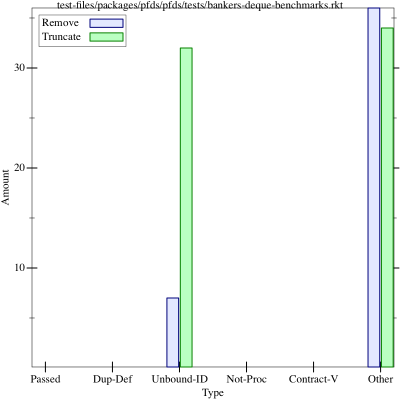 test-files/packages/pfds/pfds/tests/bankers-deque-benchmarks.rkt
Remove
Truncate
30
20
10
Amount
Passed Dup-Def Unbound-ID Not-Proc Contract-V Other
Type